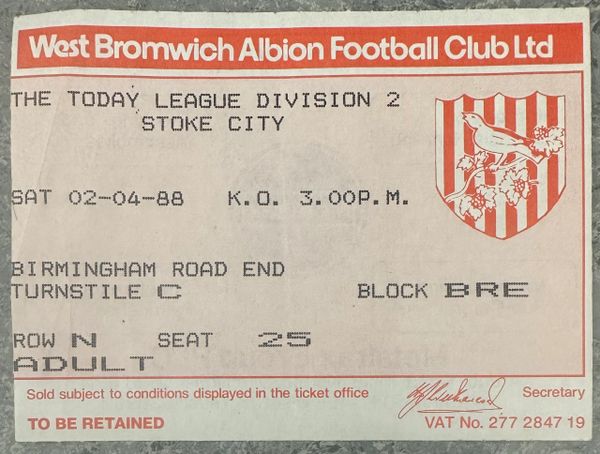 West Bromwich Albion Football Club Ltd
THE TODAY LEAGUE DIVISION 2
STOKE CITY
SAT 02-04-88 K.O. 3.00P.M.
BIRMINGHAM ROAD END
TURNSTILE C BLOCK BRE
ROW N SEAT 25
ADULT
Sold subject to conditions displayed in the ticket office
Secretary
TO BE RETAINED
VAT No. 277 2847 19